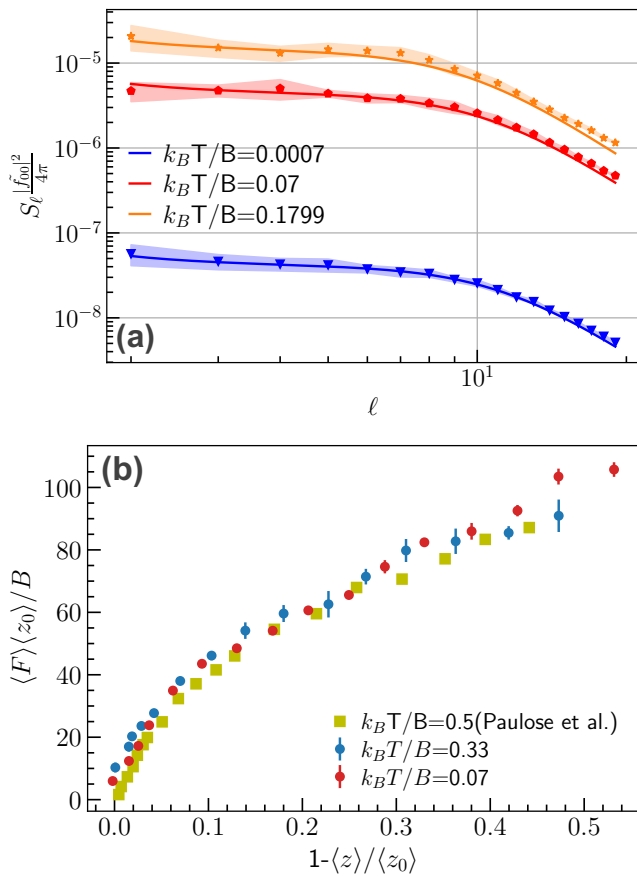 10⁻⁵
10⁻⁶
10⁻⁷
10⁻⁸
S_ℓ |f̃₀₀|²/4π
k_BT/B=0.0007
k_BT/B=0.07
k_BT/B=0.1799
(a)
10¹
ℓ
(b)
100
80
60
40
20
0
⟨F⟩⟨z₀⟩/B
k_BT/B=0.5(Paulose et al.)
k_BT/B=0.33
k_BT/B=0.07
0.0 0.1 0.2 0.3 0.4 0.5
1-⟨z⟩/⟨z₀⟩